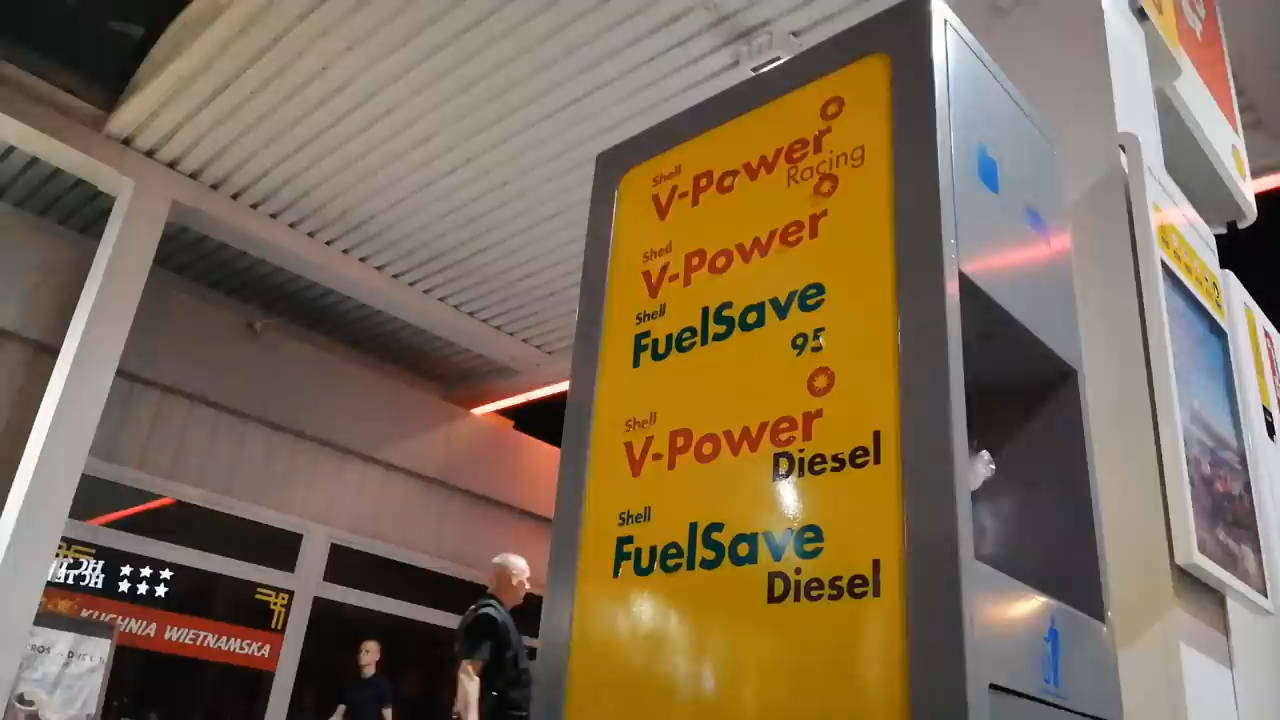 Shell
V-Power
Racing
Shell
V-Power
Shell
FuelSave
95
Shell
V-Power
Diesel
Shell
FuelSave
Diesel
KUCHNIA WIETNAMSKA